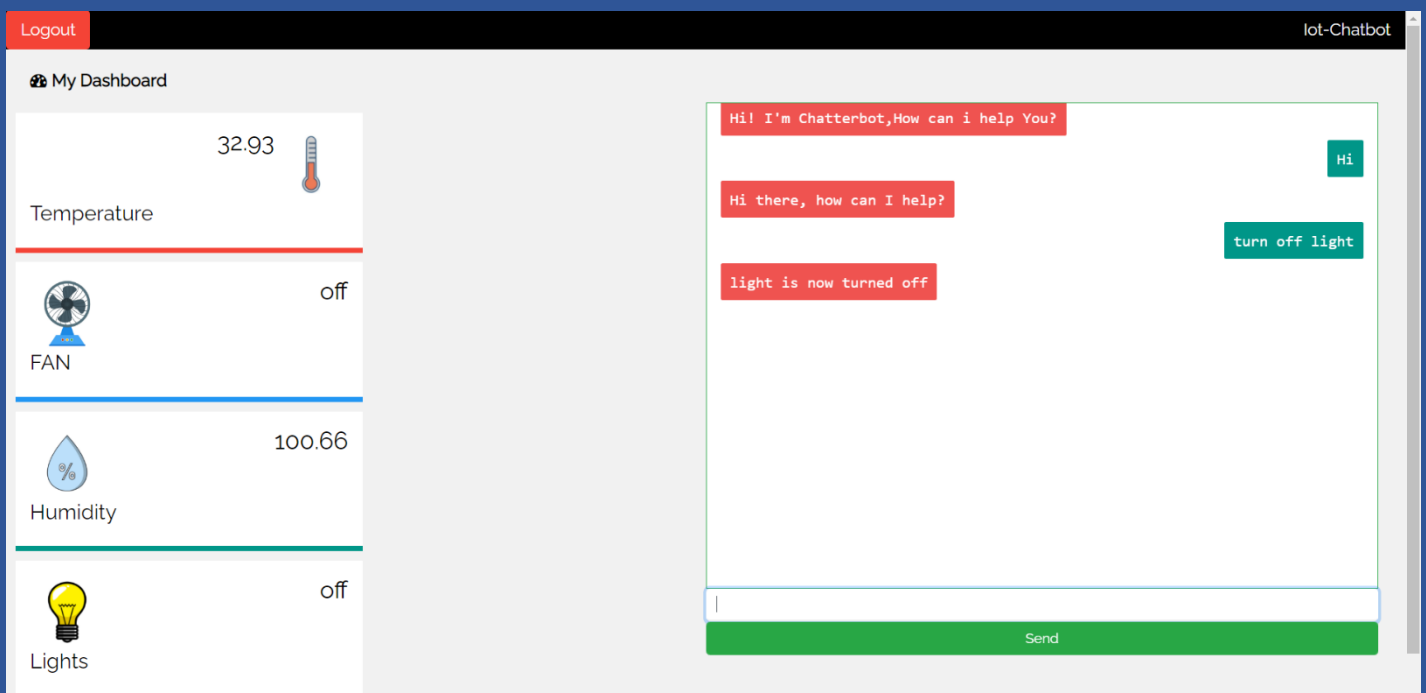 Logout
Iot-Chatbot
My Dashboard
32.93
Temperature
off
FAN
100.66
%
Humidity
off
Lights
Hi! I'm Chatterbot,How can i help You?
Hi
Hi there, how can I help?
turn off light
light is now turned off
Send